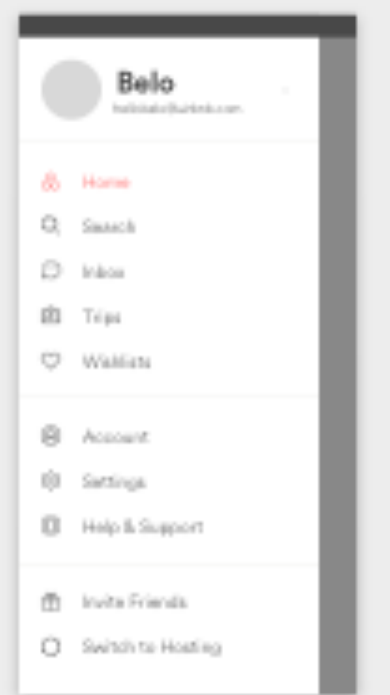 Belo
Home
Search
Inbox
Trips
Wishlists
Account
Settings
Help & Support
Invite Friends
Switch to Hosting